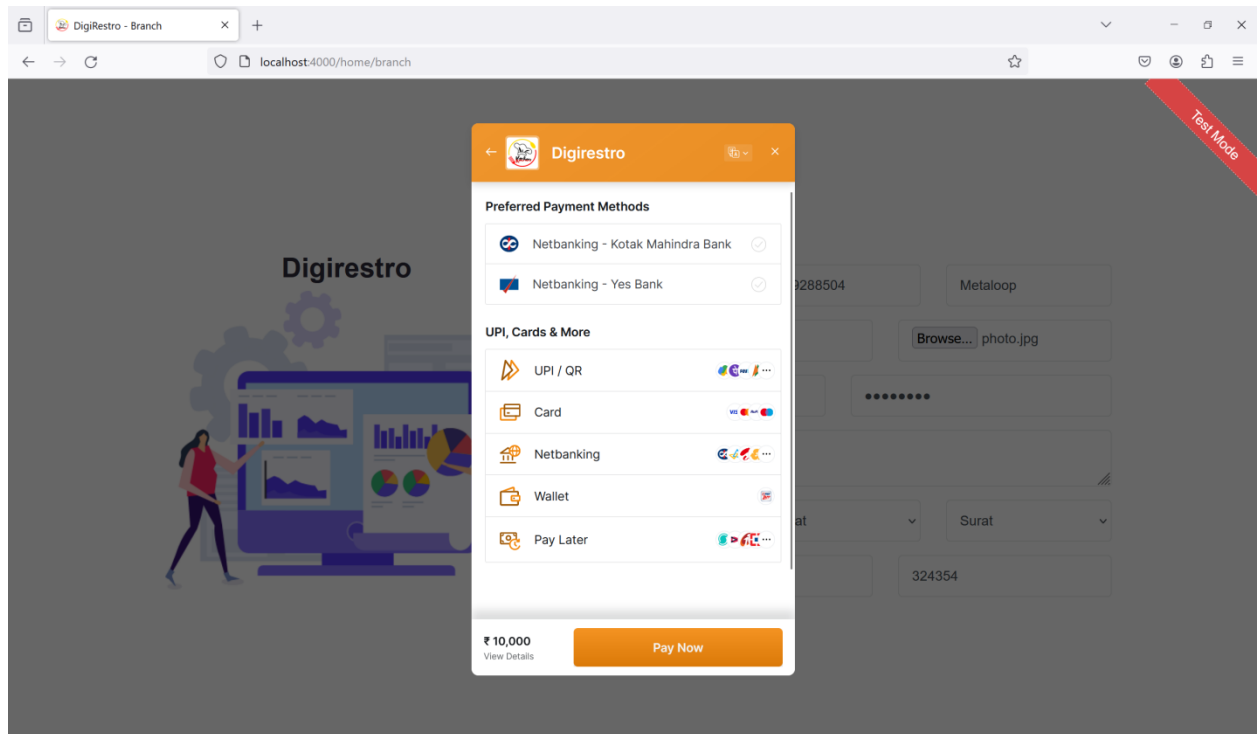 DigiRestro - Branch
localhost:4000/home/branch
Test Mode
Digirestro
Preferred Payment Methods
Netbanking - Kotak Mahindra Bank
Netbanking - Yes Bank
UPI, Cards & More
UPI / QR
Card
Netbanking
Wallet
Pay Later
₹ 10,000
View Details
Pay Now
Digirestro
9288504
Metaloop
Browse... photo.jpg
at
Surat
324354